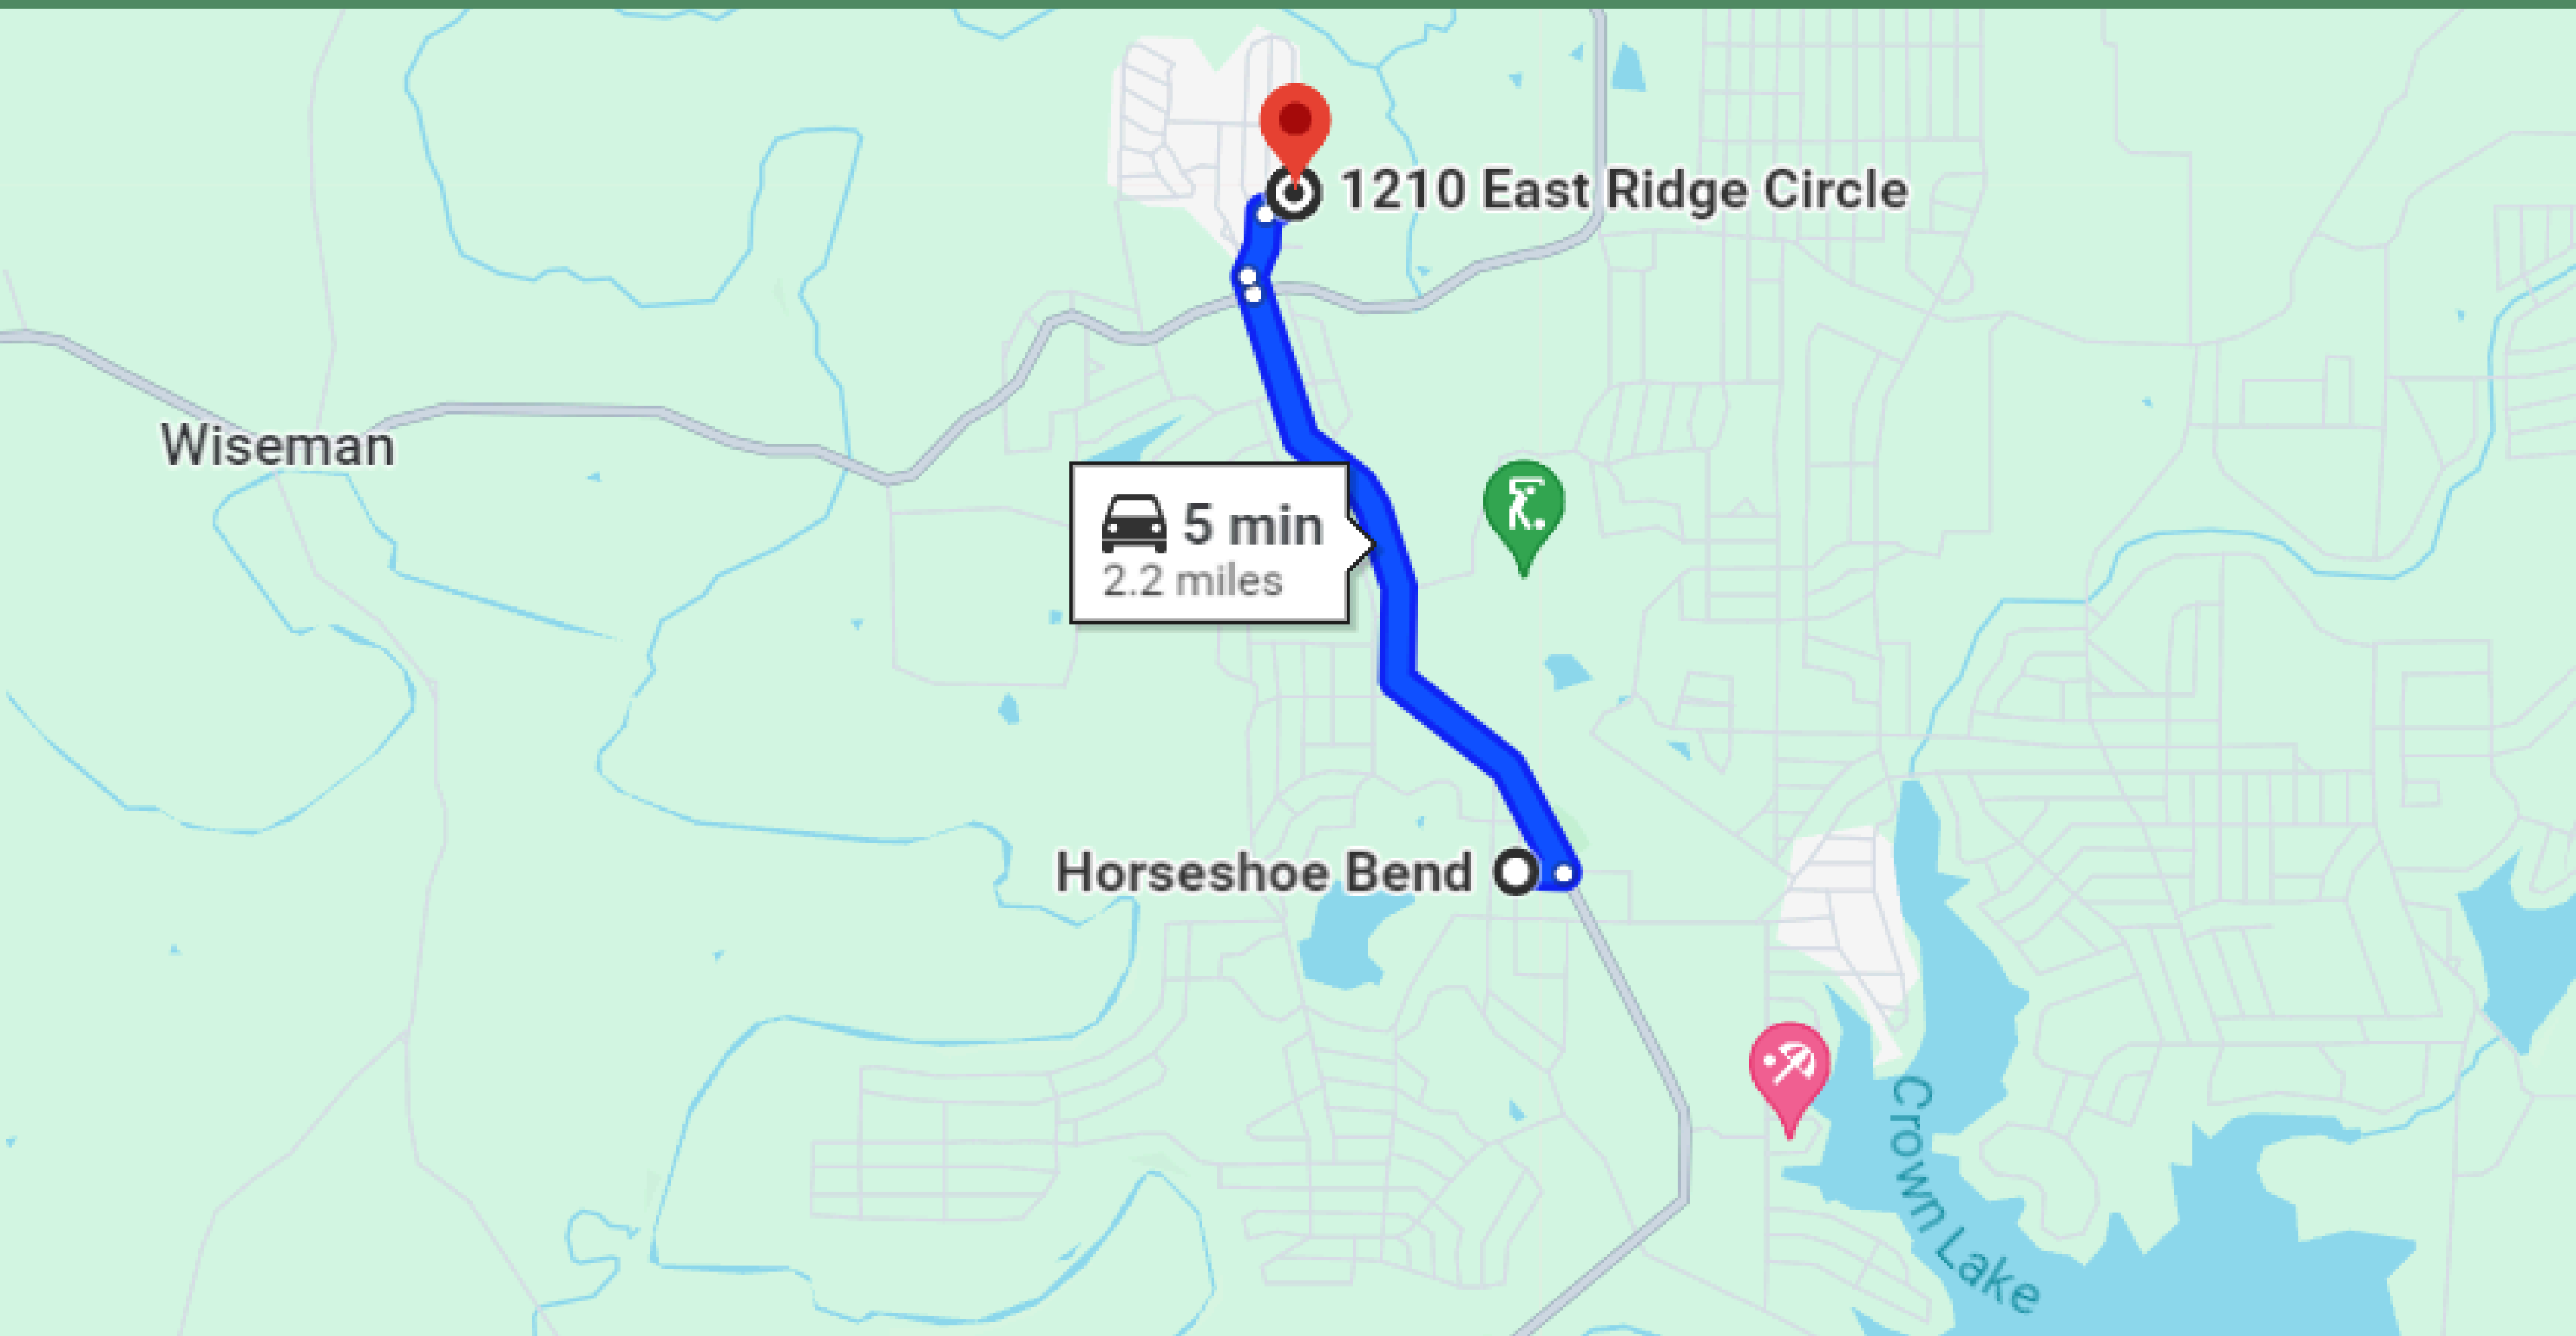 1210 East Ridge Circle
Wiseman
5 min
2.2 miles
Horseshoe Bend
Crown Lake